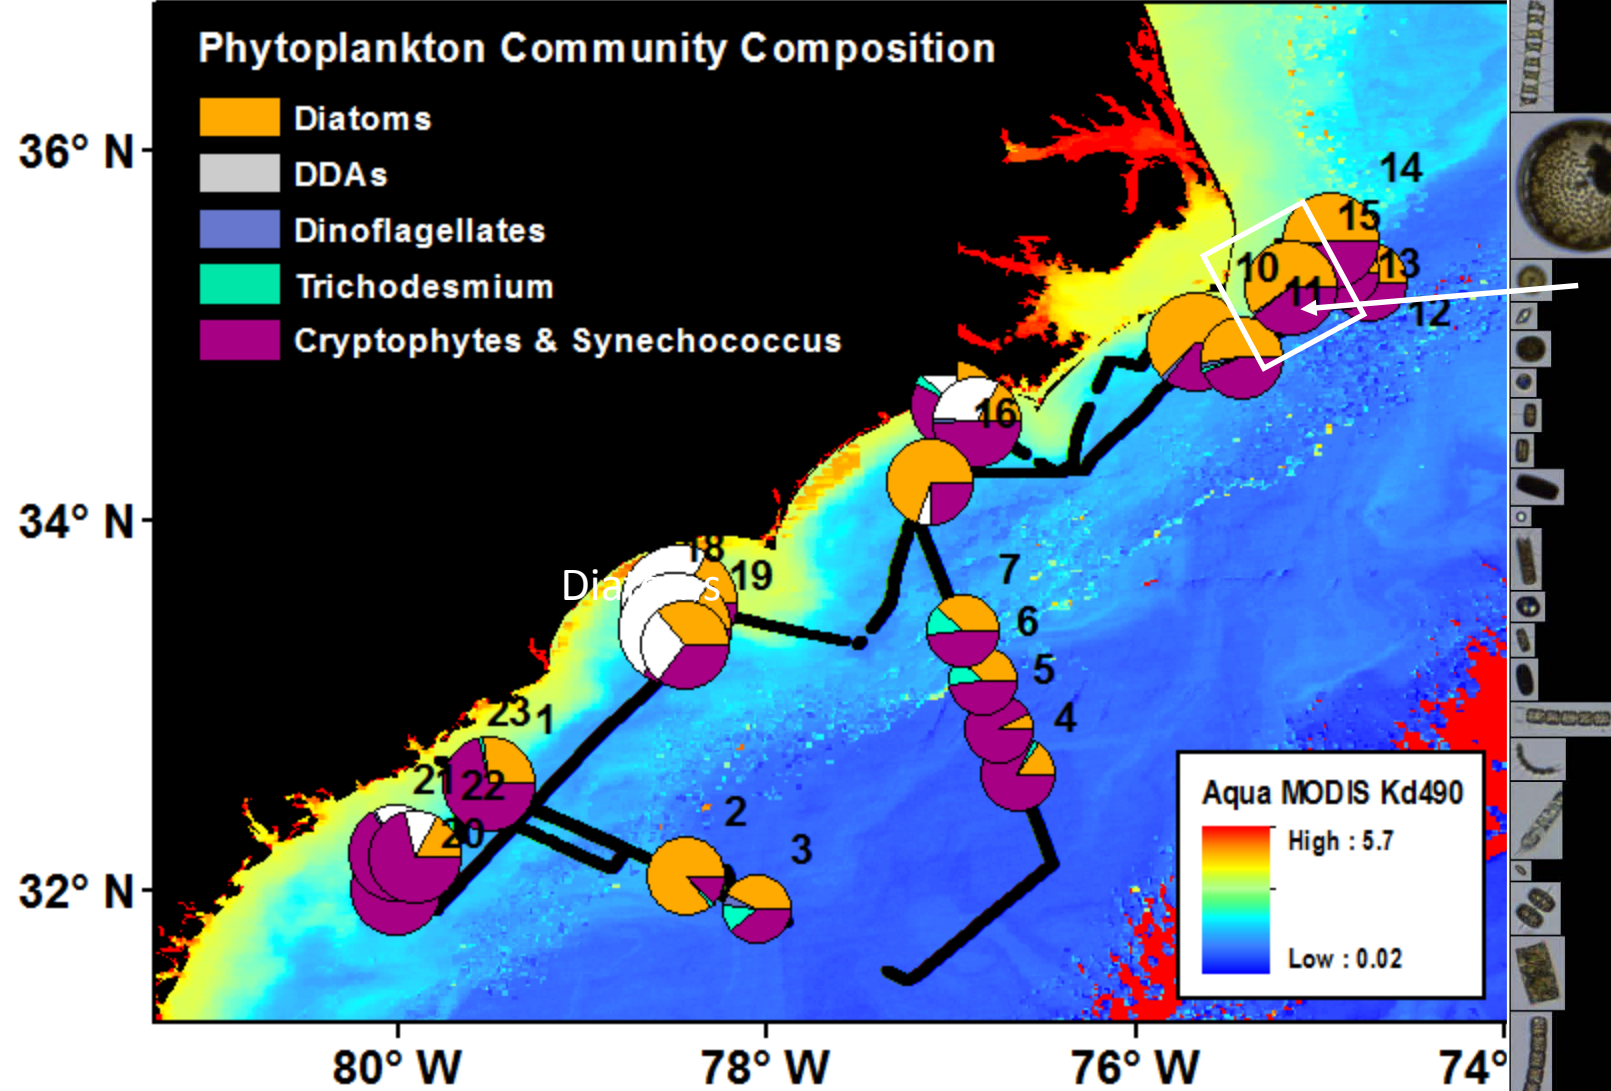 Phytoplankton Community Composition
Diatoms
DDAs
Dinoflagellates
Trichodesmium
Cryptophytes & Synechococcus
36° N
34° N
32° N
14
15
10
13
11
12
16
18
19
7
6
5
4
23
1
21
22
20
2
3
Aqua MODIS Kd490
High : 5.7
Low : 0.02
80° W
78° W
76° W
74°